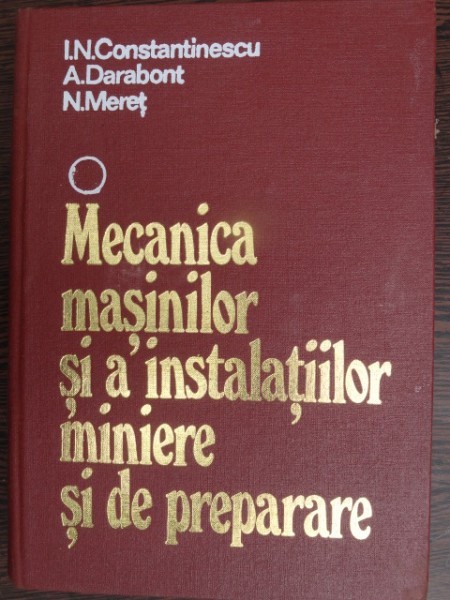 I.N.Constantinescu
A.Darabont
N.Mereț
Mecanica
mașinilor
și a instalațiilor
miniere
și de preparare